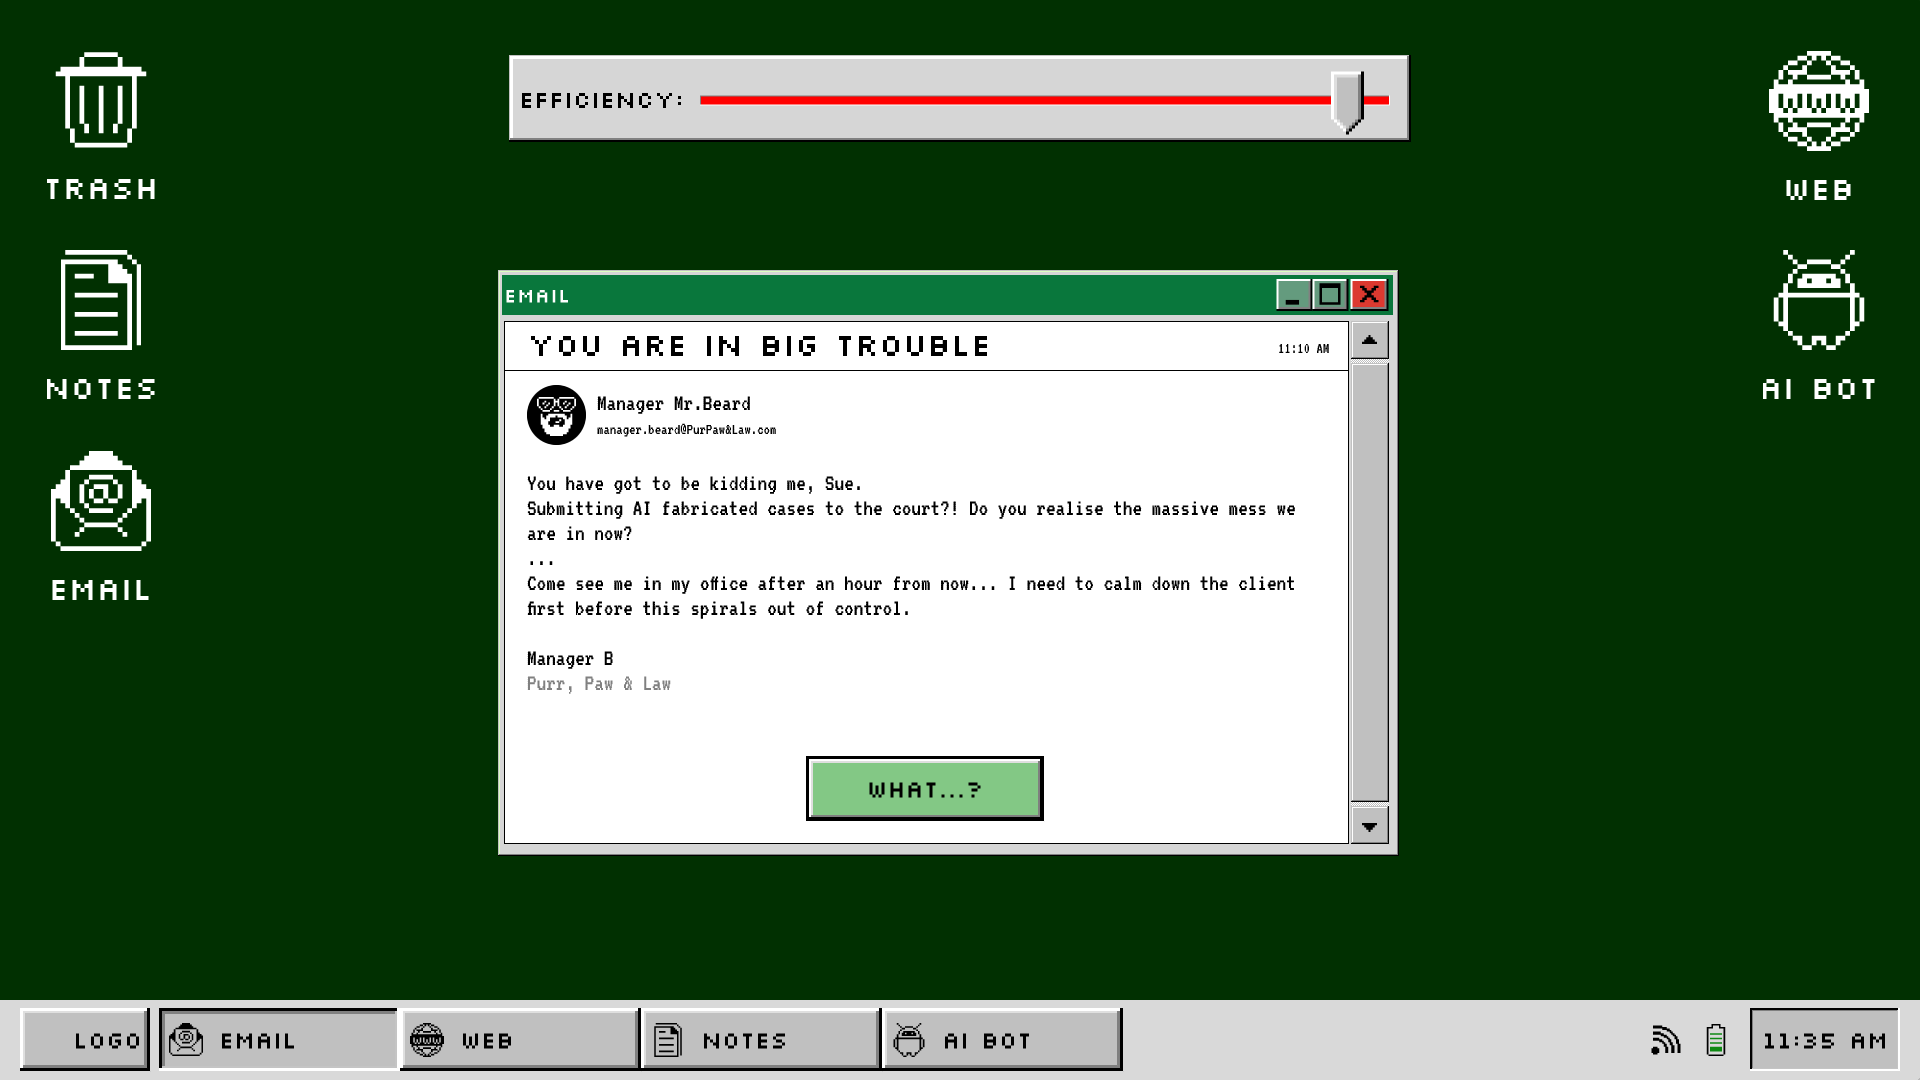 EFFICIENCY:
TRASH
NOTES
EMAIL
WWW
WEB
AI BOT
EMAIL
YOU ARE IN BIG TROUBLE
11:10 AM
Manager Mr.Beard
manager.beard@PurPaw&Law.com
You have got to be kidding me, Sue.
Submitting AI fabricated cases to the court?! Do you realise the massive mess we
are in now?
...
Come see me in my office after an hour from now... I need to calm down the client
first before this spirals out of control.
Manager B
Purr, Paw & Law
WHAT...?
LOGO
EMAIL
WWW
WEB
NOTES
AI BOT
11:35 AM